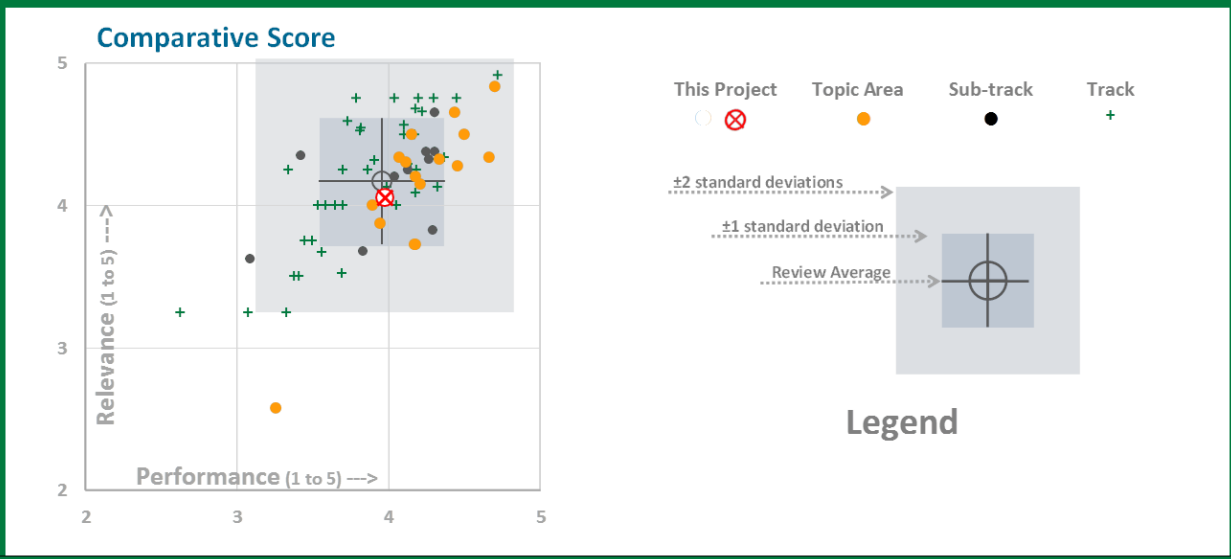 Comparative Score
5
4
3
2
Relevance (1 to 5) --->
Performance (1 to 5) --->
2 3 4 5
This Project Topic Area Sub-track Track
±2 standard deviations
±1 standard deviation
Review Average
Legend